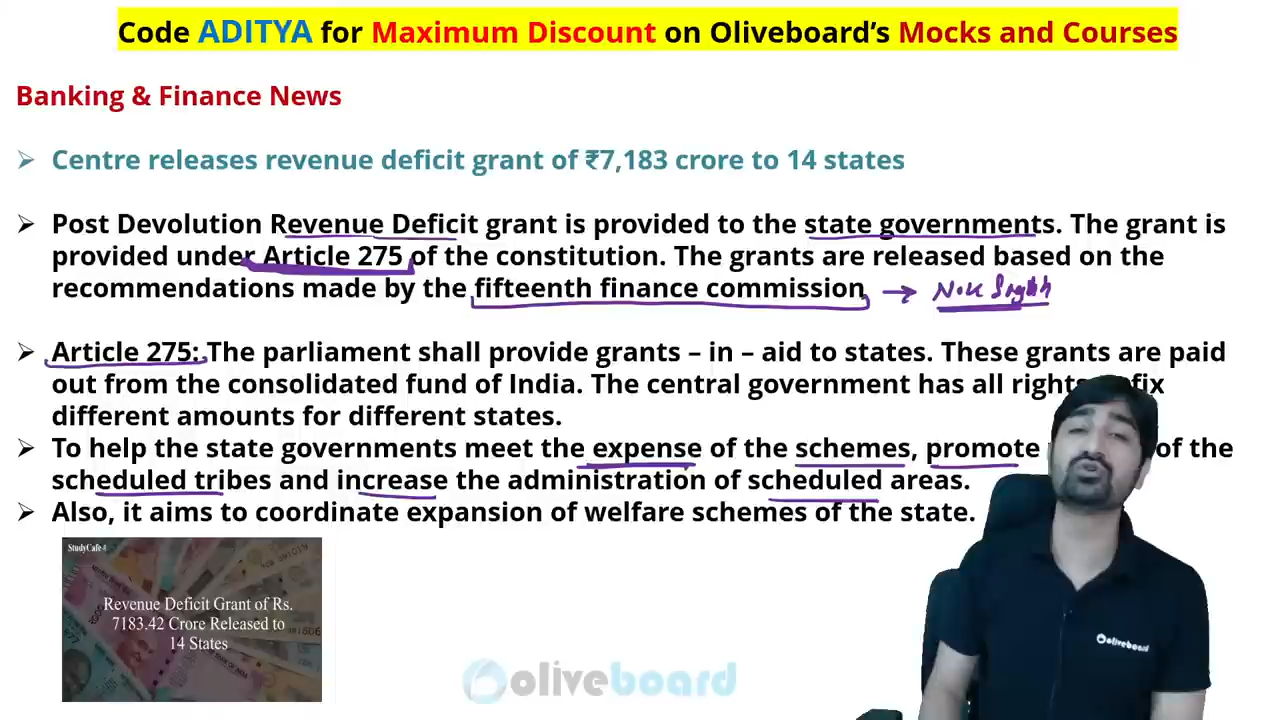 Code ADITYA for Maximum Discount on Oliveboard's Mocks and Courses
Banking & Finance News
➢ Centre releases revenue deficit grant of ₹7,183 crore to 14 states
➢ Post Devolution Revenue Deficit grant is provided to the state governments. The grant is
provided under Article 275 of the constitution. The grants are released based on the
recommendations made by the fifteenth finance commission → N.K Singh
➢ Article 275: The parliament shall provide grants – in – aid to states. These grants are paid
out from the consolidated fund of India. The central government has all rights fix
different amounts for different states.
➢ To help the state governments meet the expense of the schemes, promote of the
scheduled tribes and increase the administration of scheduled areas.
➢ Also, it aims to coordinate expansion of welfare schemes of the state.
StudyCafe
Revenue Deficit Grant of Rs.
7183.42 Crore Released to
14 States
oliveboard
oliveboard